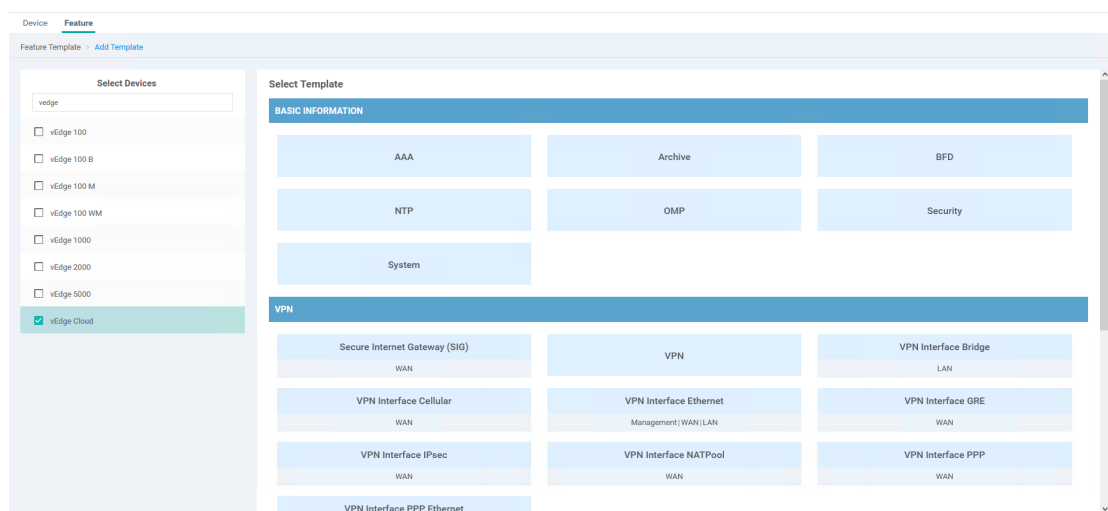 Device Feature
Feature Template > Add Template
Select Devices
vedge
vEdge 100
vEdge 100 B
vEdge 100 M
vEdge 100 WM
vEdge 1000
vEdge 2000
vEdge 5000
vEdge Cloud
Select Template
BASIC INFORMATION
AAA Archive BFD
NTP OMP Security
System
VPN
Secure Internet Gateway (SIG) VPN VPN Interface Bridge
WAN LAN
VPN Interface Cellular VPN Interface Ethernet VPN Interface GRE
WAN Management|WAN|LAN WAN
VPN Interface IPsec VPN Interface NATPool VPN Interface PPP
WAN WAN WAN
VPN Interface PPP Ethernet